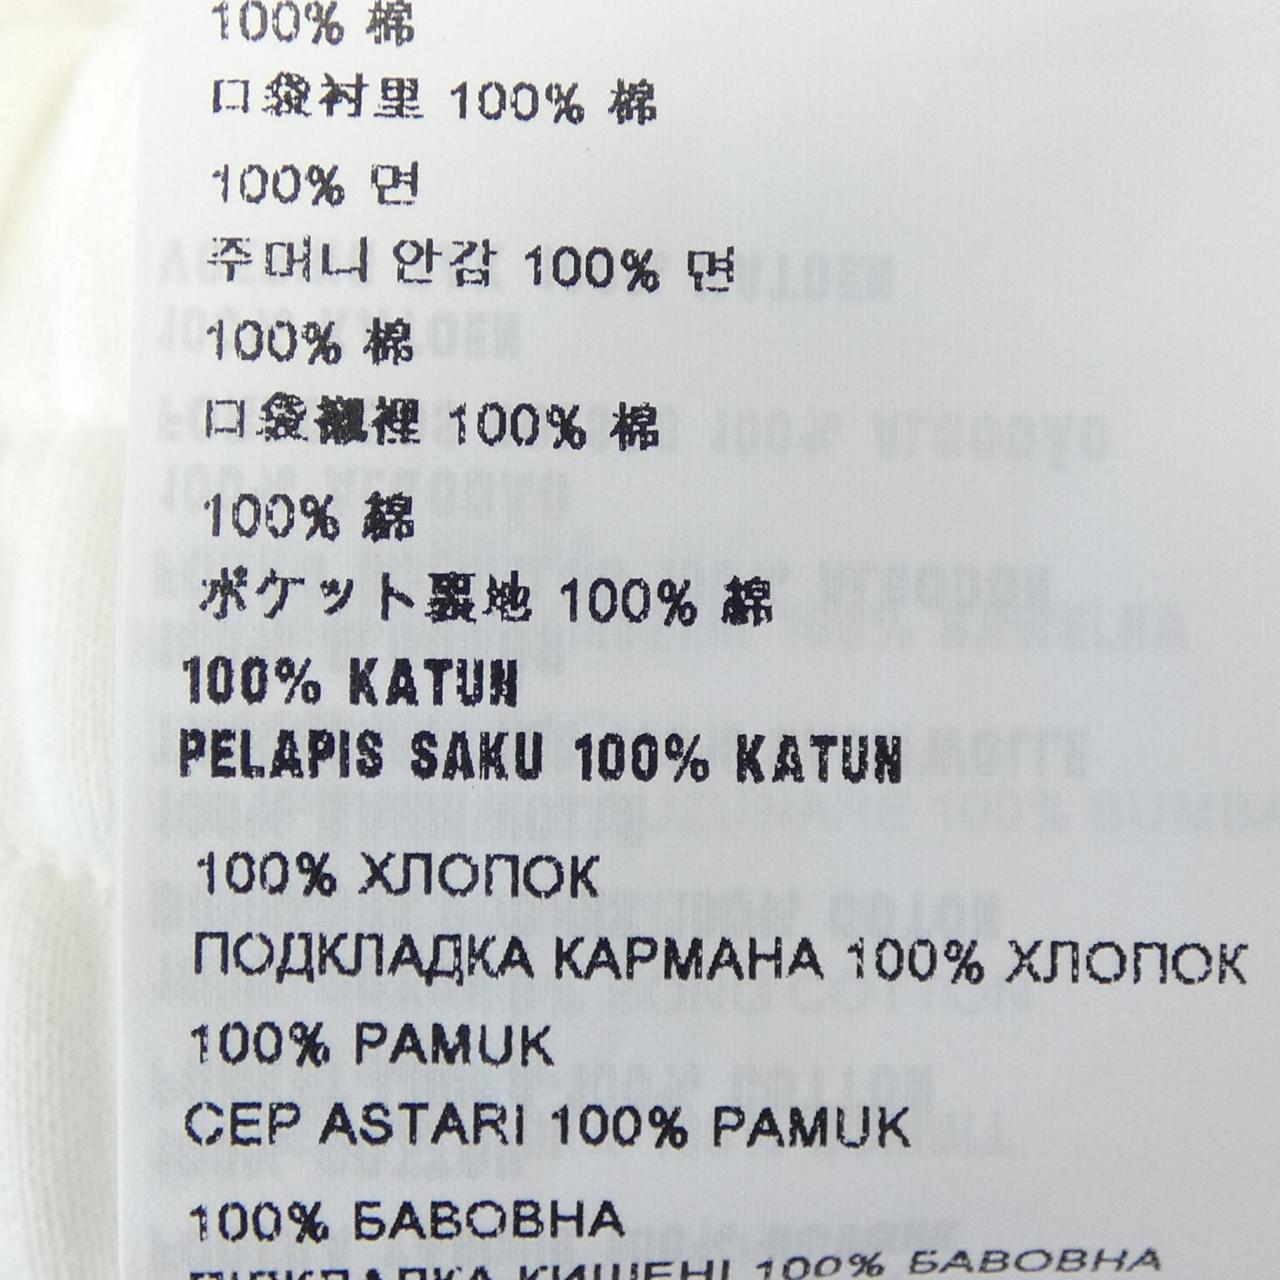 100% 棉
口袋衬里 100% 棉
100% 면
주머니 안감 100% 면
100% 棉
口袋襯裡 100% 棉
100% 綿
ポケット裏地 100% 綿
100% KATUN
PELAPIS SAKU 100% KATUN
100% ХЛОПОК
ПОДКЛАДКА КАРМАНА 100% ХЛОПОК
100% PAMUK
CEP ASTARI 100% PAMUK
100% БАВОВНА
ПІДКЛАДКА КИШЕНІ 100% БАВОВНА